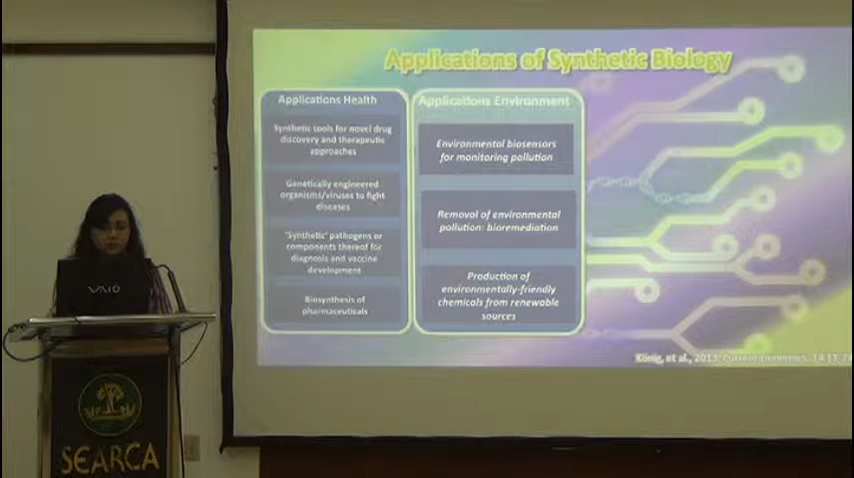 Applications of Synthetic Biology
Applications Health
Synthetic tools for novel drug
discovery and therapeutic
approaches
Genetically engineered
organisms/viruses to fight
diseases
"Synthetic" pathogens or
components thereof for
diagnosis and vaccine
development
Biosynthesis of
pharmaceuticals
Applications Environment
Environmental biosensors
for monitoring pollution
Removal of environmental
pollution: bioremediation
Production of
environmentally-friendly
chemicals from renewable
sources
König, et al., 2013. Current Genomics, 14
VAIO
SEARCA